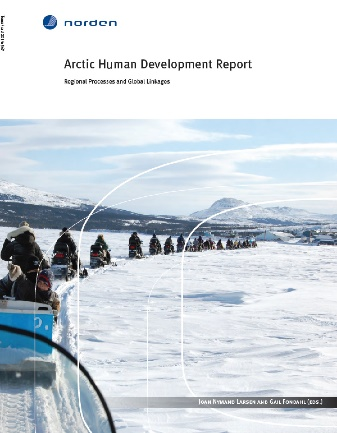 norden
Arctic Human Development Report
Regional Processes and Global Linkages
Joan Nymand Larsen and Gail Fondahl (eds.)